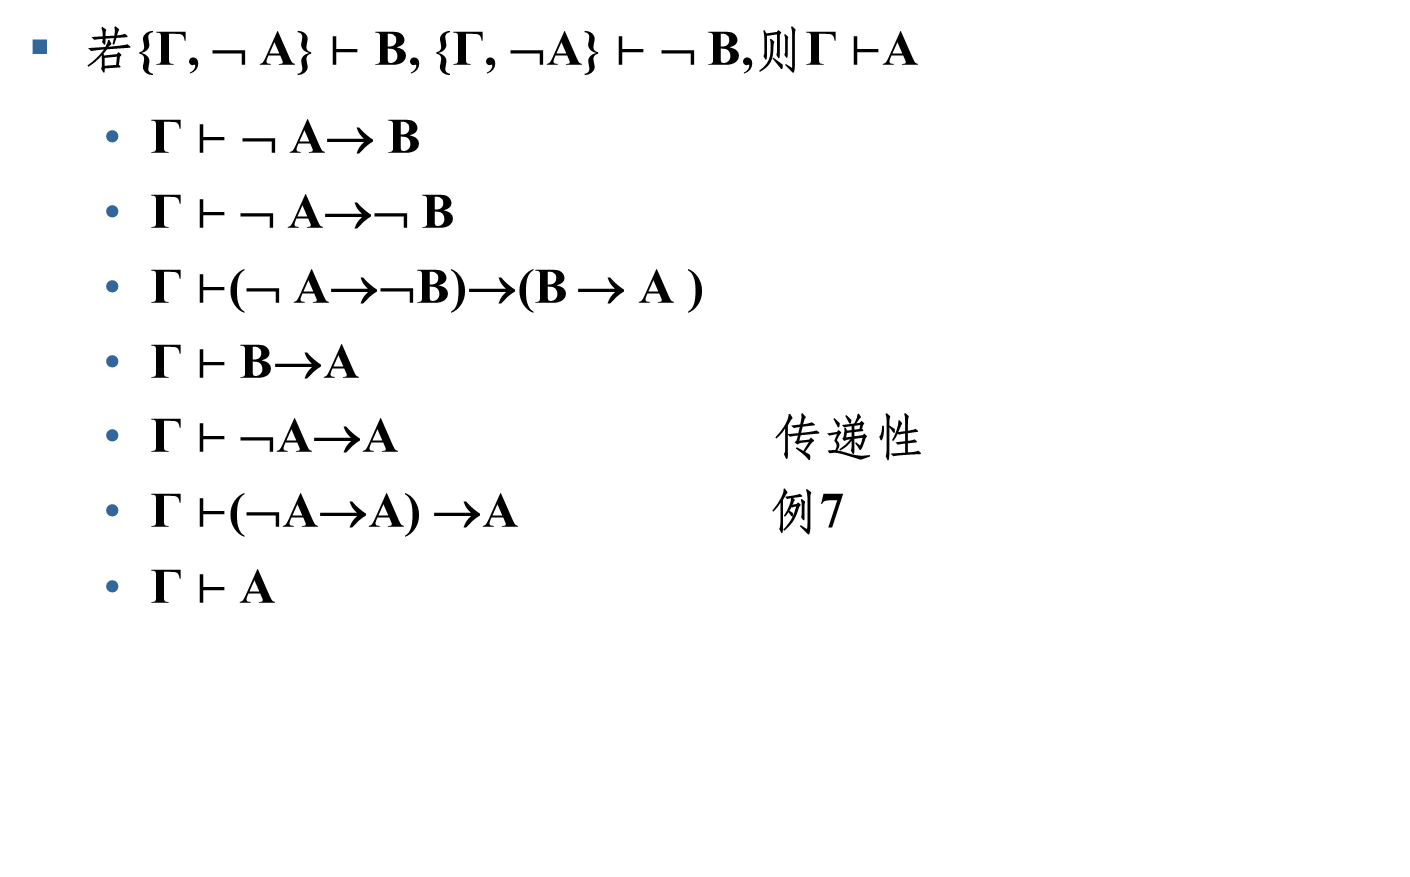 ▪ 若{Γ, ¬ A} ⊢ B, {Γ, ¬A} ⊢ ¬ B,则Γ ⊢A
• Γ ⊢ ¬ A→ B
• Γ ⊢ ¬ A→¬ B
• Γ ⊢(¬ A→¬B)→(B → A )
• Γ ⊢ B→A
• Γ ⊢ ¬A→A 传递性
• Γ ⊢(¬A→A) →A 例7
• Γ ⊢ A